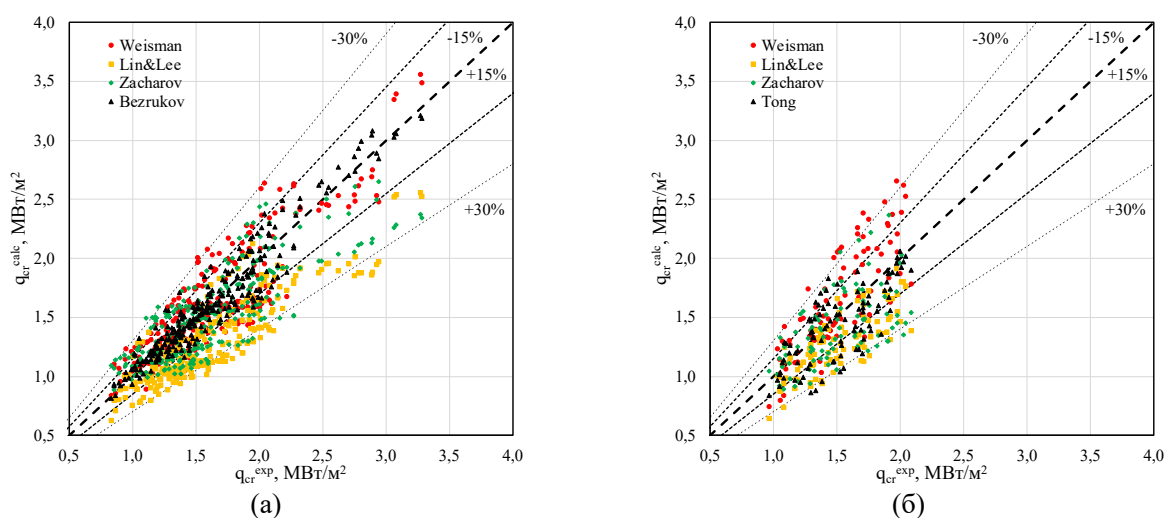 4,0
3,5
3,0
2,5
2,0
1,5
1,0
0,5
q_cr^calc, МВт/м²
Weisman
Lin&Lee
Zacharov
Bezrukov
-30%
-15%
+15%
+30%
0,5 1,0 1,5 2,0 2,5 3,0 3,5 4,0
q_cr^exp, МВт/м²
(а)
4,0
3,5
3,0
2,5
2,0
1,5
1,0
0,5
q_cr^calc, МВт/м²
Weisman
Lin&Lee
Zacharov
Tong
-30%
-15%
+15%
+30%
0,5 1,0 1,5 2,0 2,5 3,0 3,5 4,0
q_cr^exp, МВт/м²
(б)